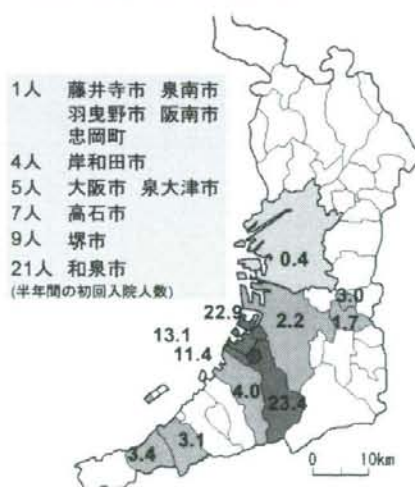 1人 藤井寺市 泉南市
羽曳野市 阪南市
忠岡町
4人 岸和田市
5人 大阪市 泉大津市
7人 高石市
9人 堺市
21人 和泉市
(半年間の初回入院人数)
0.4
3.0
22.9
2.2
1.7
13.1
11.4
4.0
23.4
3.1
3.4
0 10km